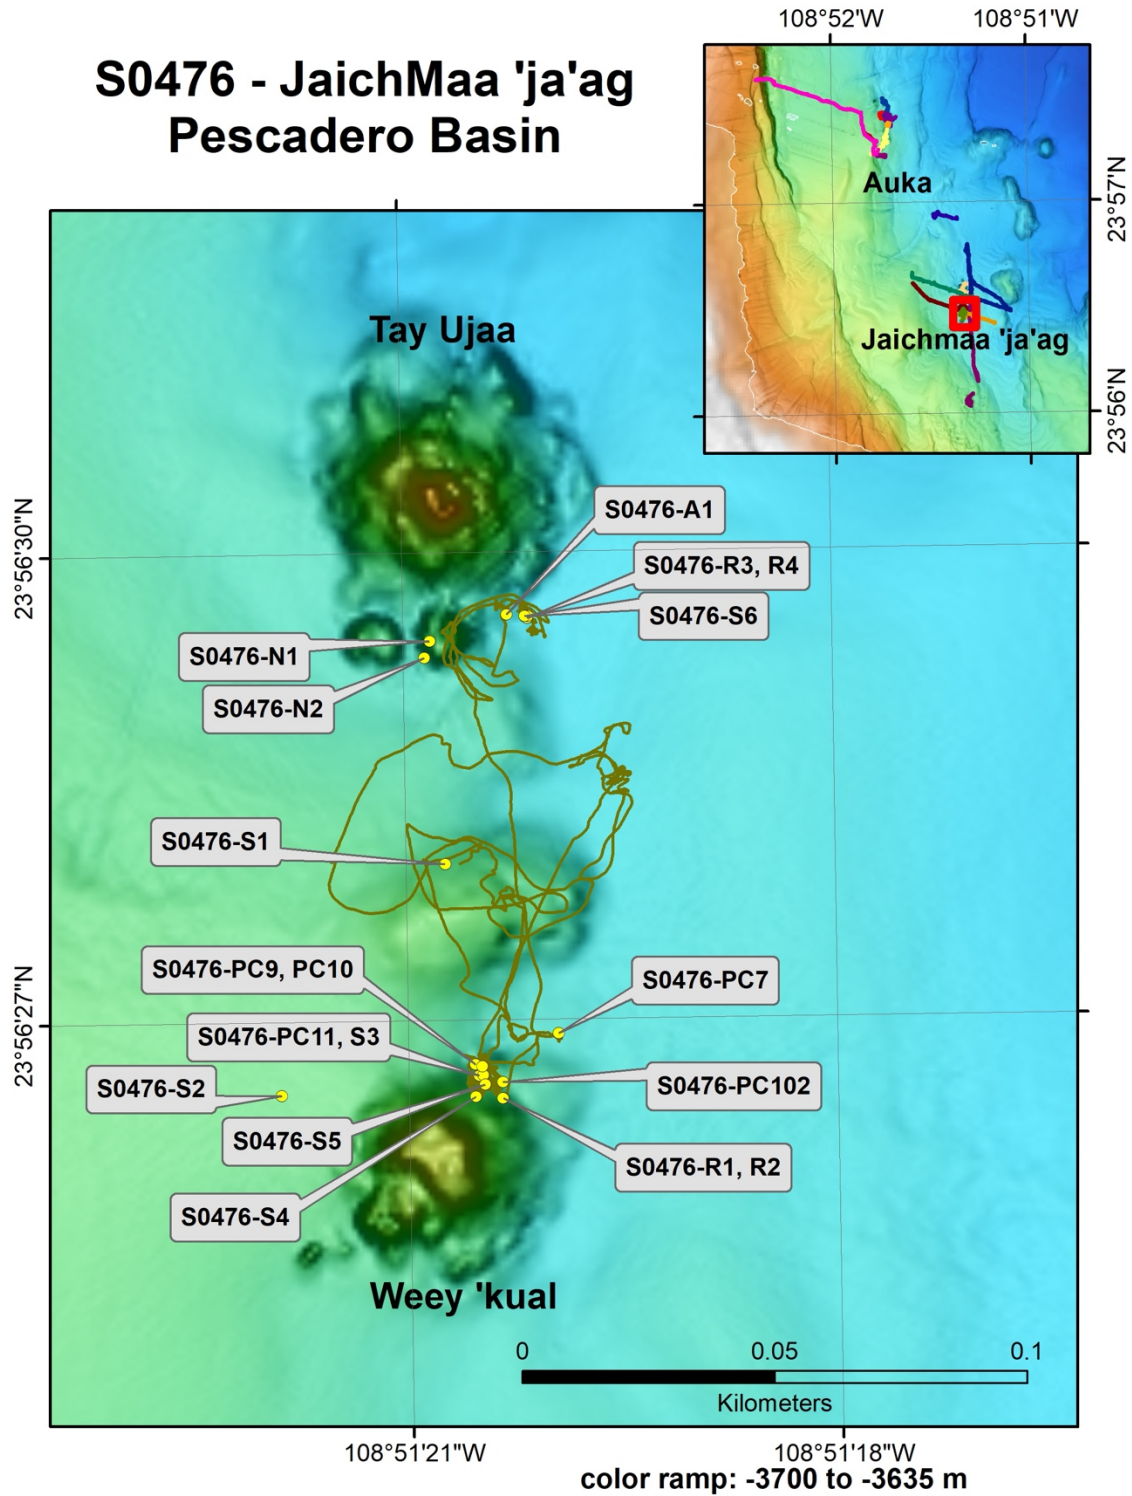 S0476 - JaichMaa 'ja'ag
Pescadero Basin
108°52'W
108°51'W
23°57'N
23°56'N
Auka
Jaichmaa 'ja'ag
Tay Ujaa
23°56'30"N
S0476-A1
S0476-R3, R4
S0476-S6
S0476-N1
S0476-N2
S0476-S1
S0476-PC9, PC10
S0476-PC7
23°56'27"N
S0476-PC11, S3
S0476-S2
S0476-PC102
S0476-S5
S0476-R1, R2
S0476-S4
Weey 'kual
0 0.05 0.1
Kilometers
108°51'21"W
108°51'18"W
color ramp: -3700 to -3635 m